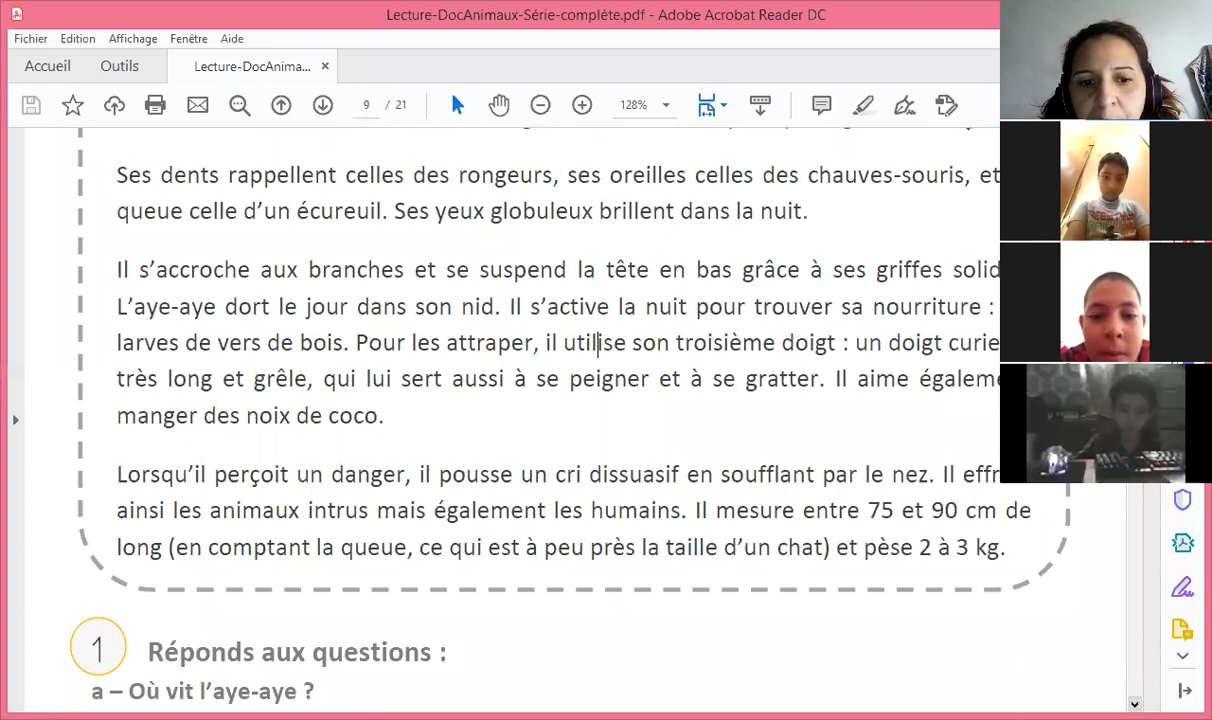 Lecture-DocAnimaux-Série-complète.pdf - Adobe Acrobat Reader DC
Fichier Edition Affichage Fenêtre Aide
Accueil Outils Lecture-DocAnima... ×
9 / 21 128%
Ses dents rappellent celles des rongeurs, ses oreilles celles des chauves-souris, et
queue celle d’un écureuil. Ses yeux globuleux brillent dans la nuit.
Il s’accroche aux branches et se suspend la tête en bas grâce à ses griffes solid
L’aye-aye dort le jour dans son nid. Il s’active la nuit pour trouver sa nourriture :
larves de vers de bois. Pour les attraper, il utilise son troisième doigt : un doigt curie
très long et grêle, qui lui sert aussi à se peigner et à se gratter. Il aime égaleme
manger des noix de coco.
Lorsqu’il perçoit un danger, il pousse un cri dissuasif en soufflant par le nez. Il effr
ainsi les animaux intrus mais également les humains. Il mesure entre 75 et 90 cm de
long (en comptant la queue, ce qui est à peu près la taille d’un chat) et pèse 2 à 3 kg.
1 Réponds aux questions :
a – Où vit l’aye-aye ?